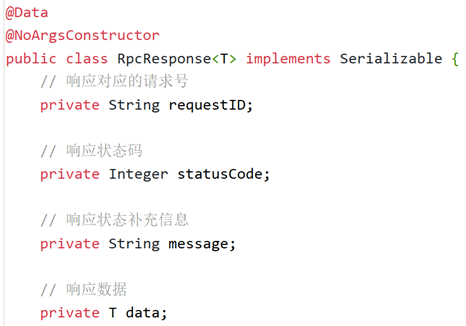 @Data
@NoArgsConstructor
public class RpcResponse<T> implements Serializable {
// 响应对应的请求号
private String requestID;
// 响应状态码
private Integer statusCode;
// 响应状态补充信息
private String message;
// 响应数据
private T data;